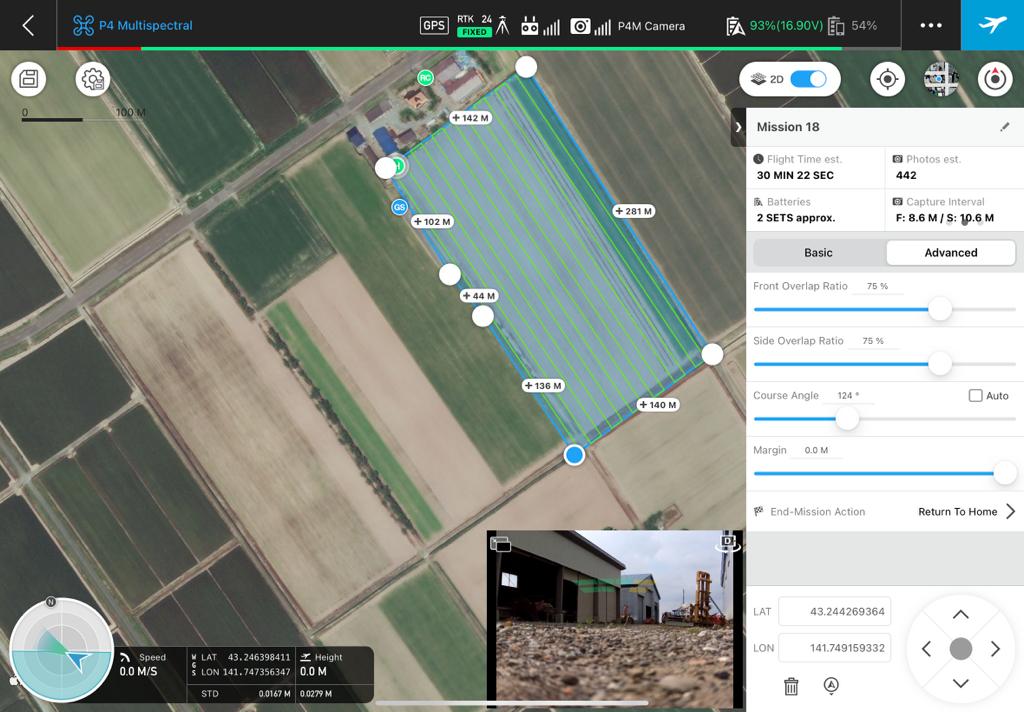 P4 Multispectral
GPS
RTK 24
FIXED
P4M Camera
93%(16.90V)
54%
2D
0 100 M
RC
H
GS
+ 142 M
+ 281 M
+ 102 M
+ 44 M
+ 136 M
+ 140 M
Mission 18
Flight Time est.
30 MIN 22 SEC
Photos est.
442
Batteries
2 SETS approx.
Capture Interval
F: 8.6 M / S: 10.6 M
Basic
Advanced
Front Overlap Ratio 75 %
Side Overlap Ratio 75 %
Course Angle 124 °
Auto
Margin 0.0 M
End-Mission Action Return To Home
LAT 43.244269364
LON 141.749159332
A
D
N
Speed
0.0 M/S
WGS
LAT 43.246398411
LON 141.747356347
STD 0.0167 M 0.0279 M
Height
0.0 M